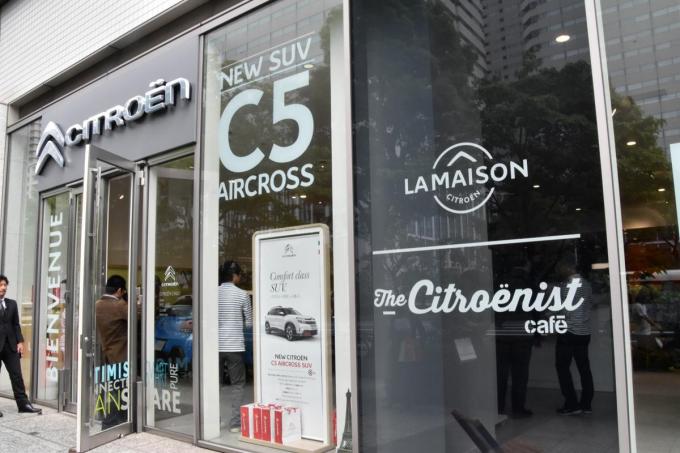 CITROËN
NEW SUV
C5
AIRCROSS
LA MAISON
CITROËN
The Citroënist
café
BIENVENUE
Comfort class
SUV
NEW CITROËN
C5 AIRCROSS SUV